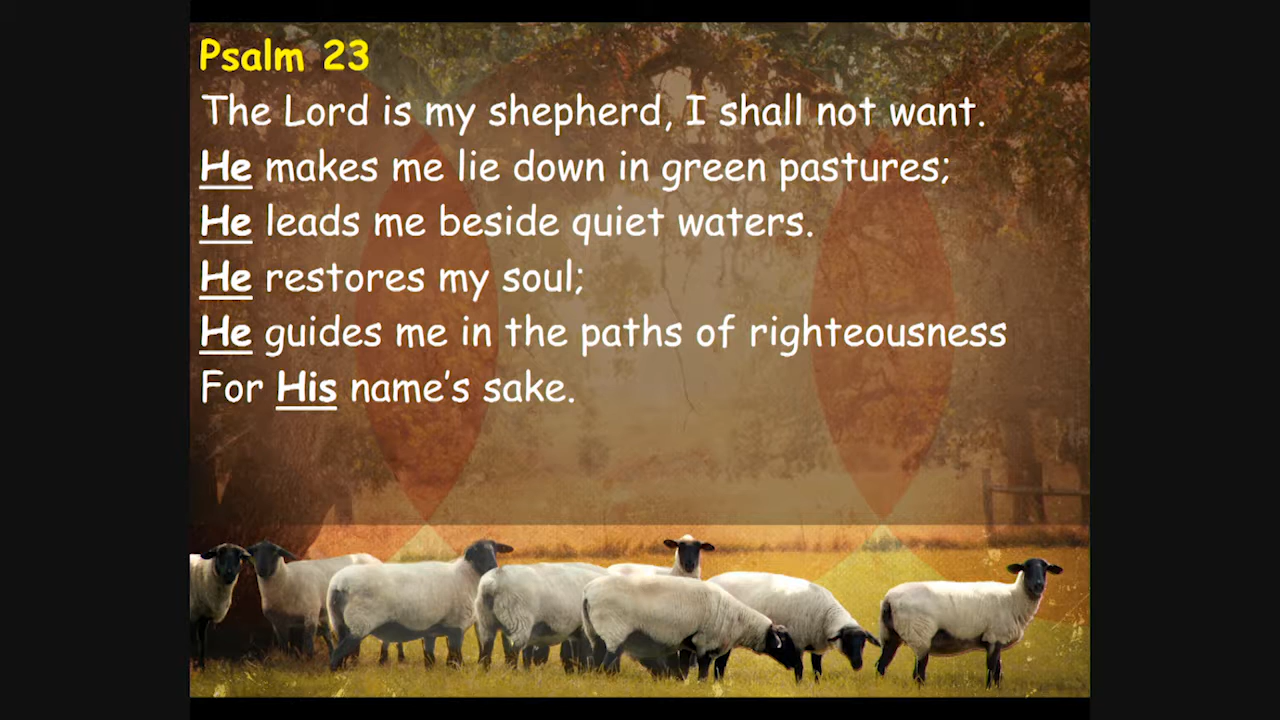 Psalm 23
The Lord is my shepherd, I shall not want.
He makes me lie down in green pastures;
He leads me beside quiet waters.
He restores my soul;
He guides me in the paths of righteousness
For His name’s sake.